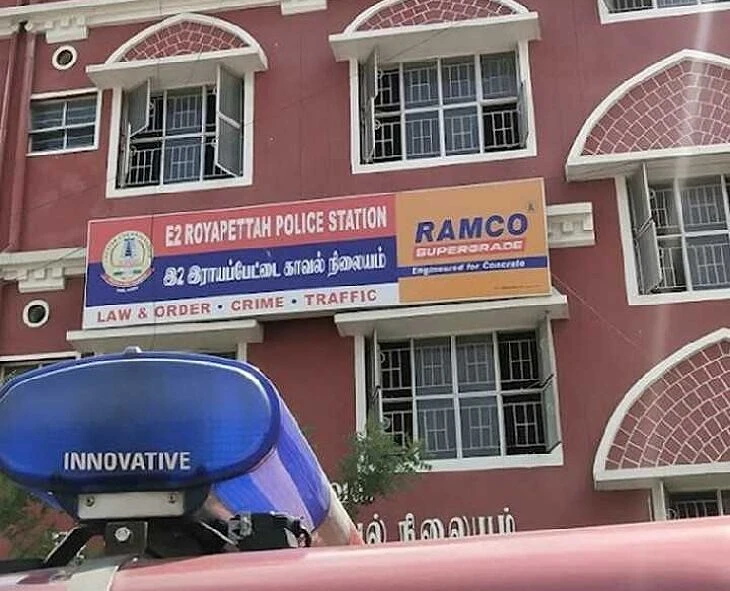 E2 ROYAPETTAH POLICE STATION
இ2 இராயப்பேட்டை காவல் நிலையம்
LAW & ORDER • CRIME • TRAFFIC
RAMCO
SUPERGRADE
Engineered for Concrete
INNOVATIVE
நிலையம்